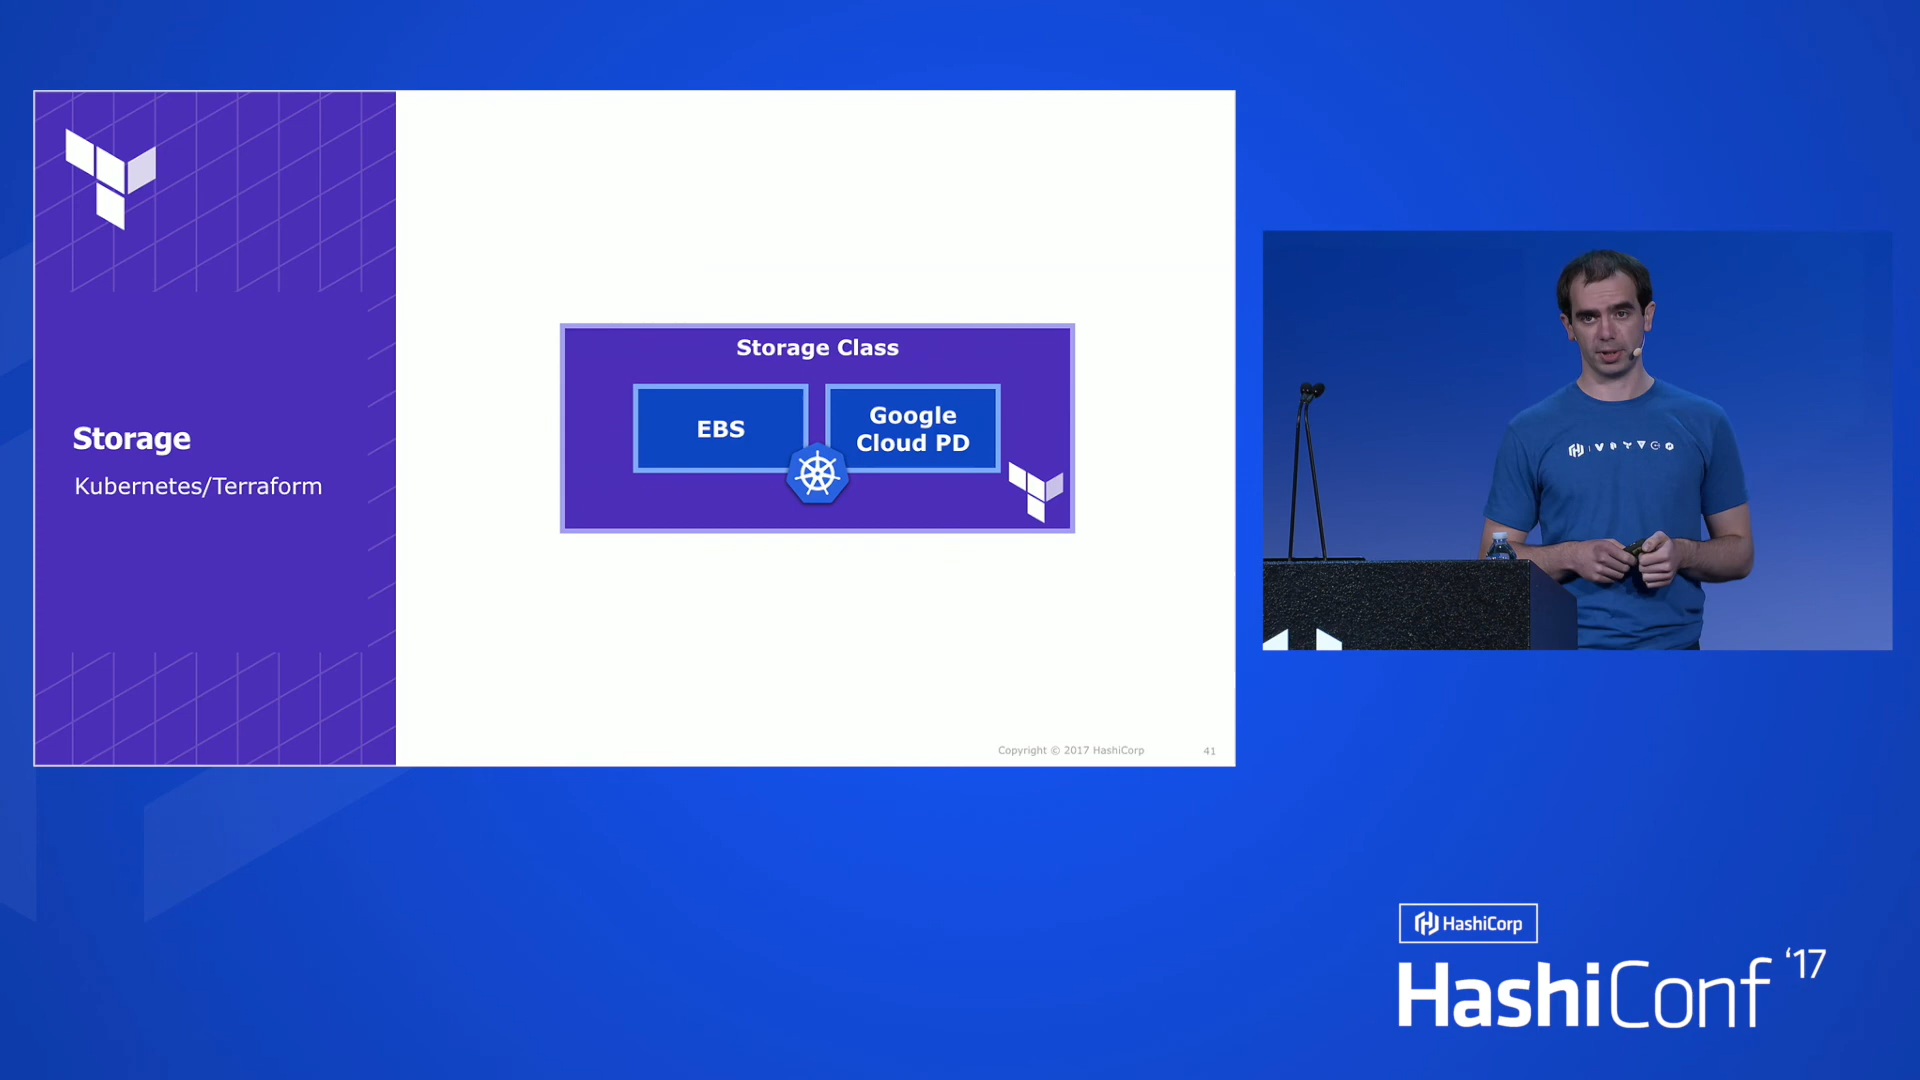 Storage
Kubernetes/Terraform
Storage Class
EBS
Google
Cloud PD
Copyright © 2017 HashiCorp
41
HashiCorp
HashiConf '17